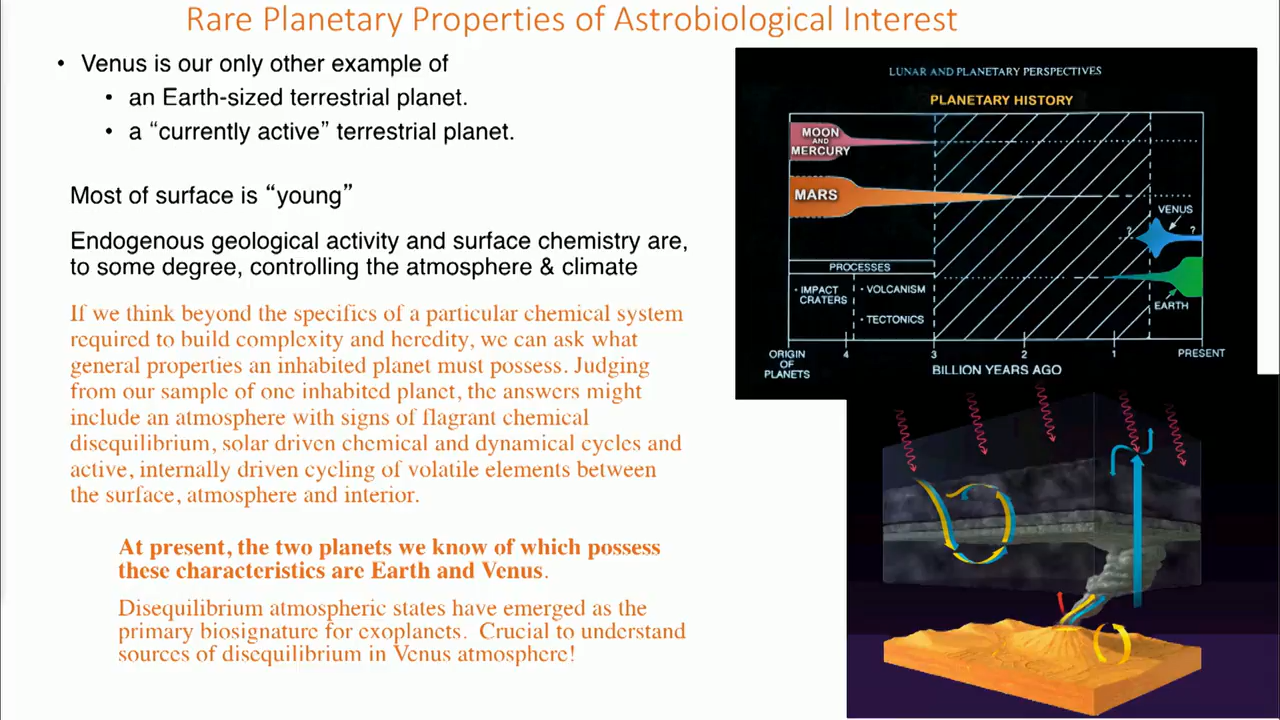 Rare Planetary Properties of Astrobiological Interest
• Venus is our only other example of
• an Earth-sized terrestrial planet.
• a “currently active” terrestrial planet.
Most of surface is “young”
Endogenous geological activity and surface chemistry are,
to some degree, controlling the atmosphere & climate
If we think beyond the specifics of a particular chemical system
required to build complexity and heredity, we can ask what
general properties an inhabited planet must possess. Judging
from our sample of one inhabited planet, the answers might
include an atmosphere with signs of flagrant chemical
disequilibrium, solar driven chemical and dynamical cycles and
active, internally driven cycling of volatile elements between
the surface, atmosphere and interior.
At present, the two planets we know of which possess
these characteristics are Earth and Venus.
Disequilibrium atmospheric states have emerged as the
primary biosignature for exoplanets. Crucial to understand
sources of disequilibrium in Venus atmosphere!
LUNAR AND PLANETARY PERSPECTIVES
PLANETARY HISTORY
MOON
AND
MERCURY
MARS
VENUS
? ?
EARTH
PROCESSES
• IMPACT
CRATERS
• VOLCANISM
• TECTONICS
4 3 2 1
ORIGIN
OF
PLANETS
PRESENT
BILLION YEARS AGO